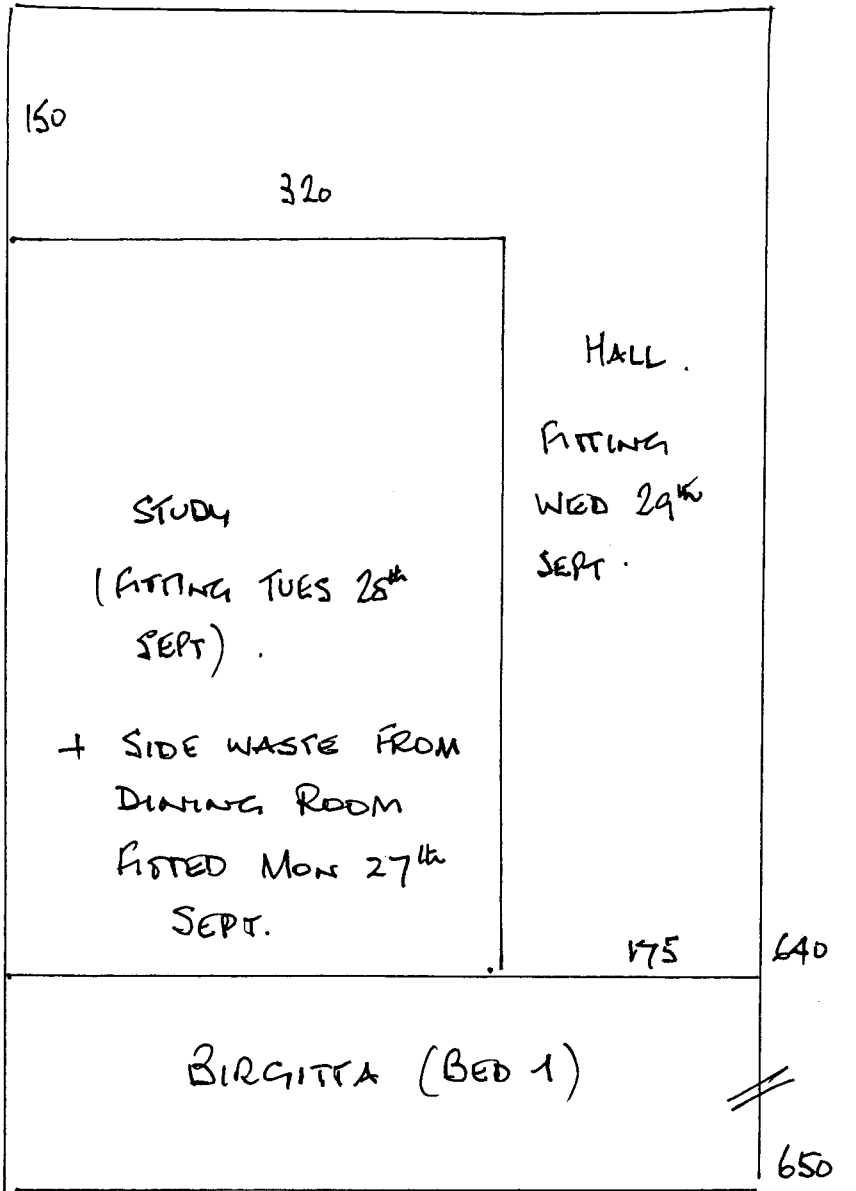 150
320
HALL.
FITTING
WED 29th
SEPT.
STUDY
(FITTING TUES 28th
SEPT).
+ SIDE WASTE FROM
DINING ROOM
FITTED MON 27th
SEPT.
175
640
BIRGITTA (BED 1)
650